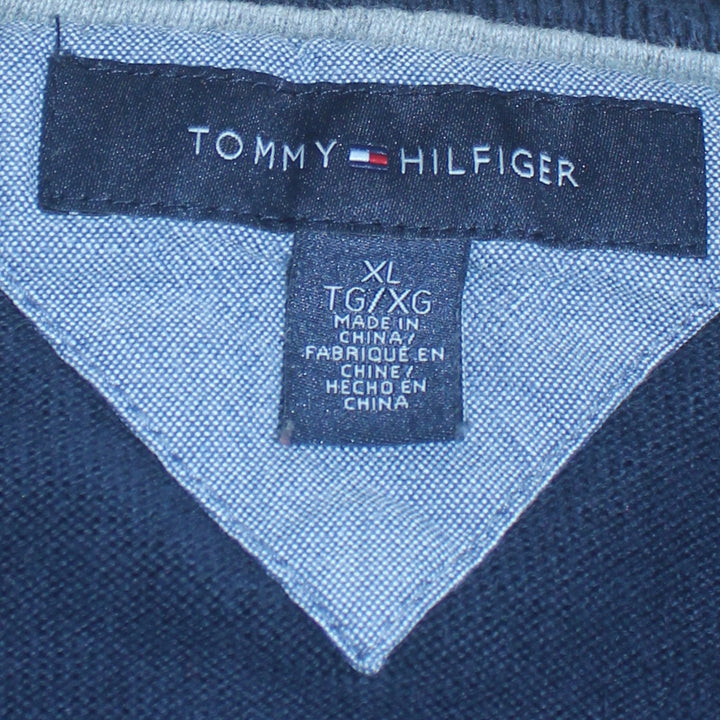 TOMMY HILFIGER
XL
TG/XG
MADE IN
CHINA/
FABRIQUÉ EN
CHINE/
HECHO EN
CHINA